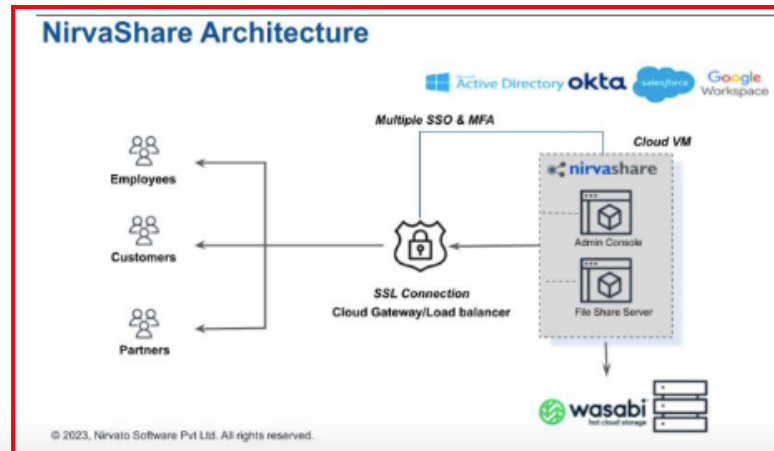 NirvaShare Architecture
Active Directory okta salesforce Google Workspace
Multiple SSO & MFA
Cloud VM
nirvashare
Employees
Admin Console
Customers
SSL Connection
Cloud Gateway/Load balancer
File Share Server
Partners
wasabi
hot cloud storage
© 2023, Nirvato Software Pvt Ltd. All rights reserved.